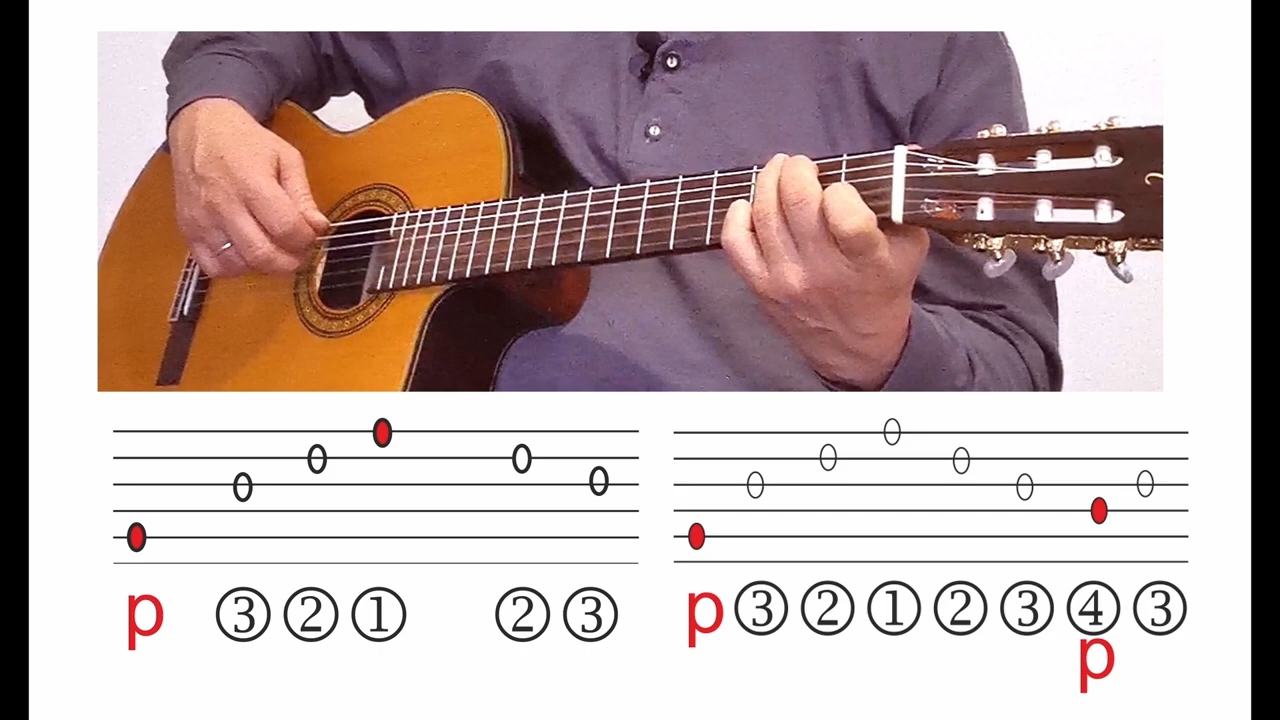 p ③ ② ① ② ③
p ③ ② ① ② ③ ④ ③
p